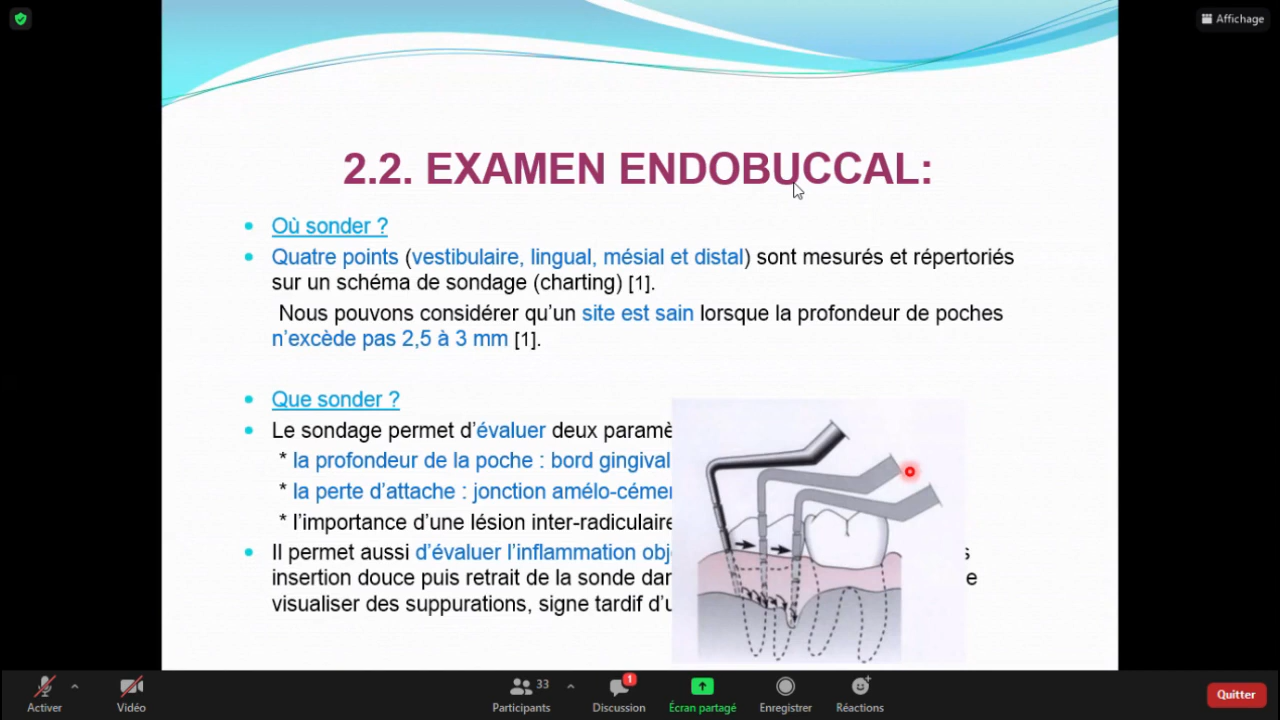 Affichage
2.2. EXAMEN ENDOBUCCAL:
• Où sonder ?
• Quatre points (vestibulaire, lingual, mésial et distal) sont mesurés et répertoriés
sur un schéma de sondage (charting) [1].
Nous pouvons considérer qu'un site est sain lorsque la profondeur de poches
n'excède pas 2,5 à 3 mm [1].
• Que sonder ?
• Le sondage permet d'évaluer deux
* la profondeur de la poche : bord gingival
* la perte d'attache : jonction
* l'importance d'une lésion inter-radiculaire
• Il permet aussi d'évaluer l'inflammation
insertion douce puis retrait de la sonde
visualiser des suppurations, signe tardif
Activer
Vidéo
Participants 33
Discussion 1
Écran partagé
Enregistrer
Réactions
Quitter